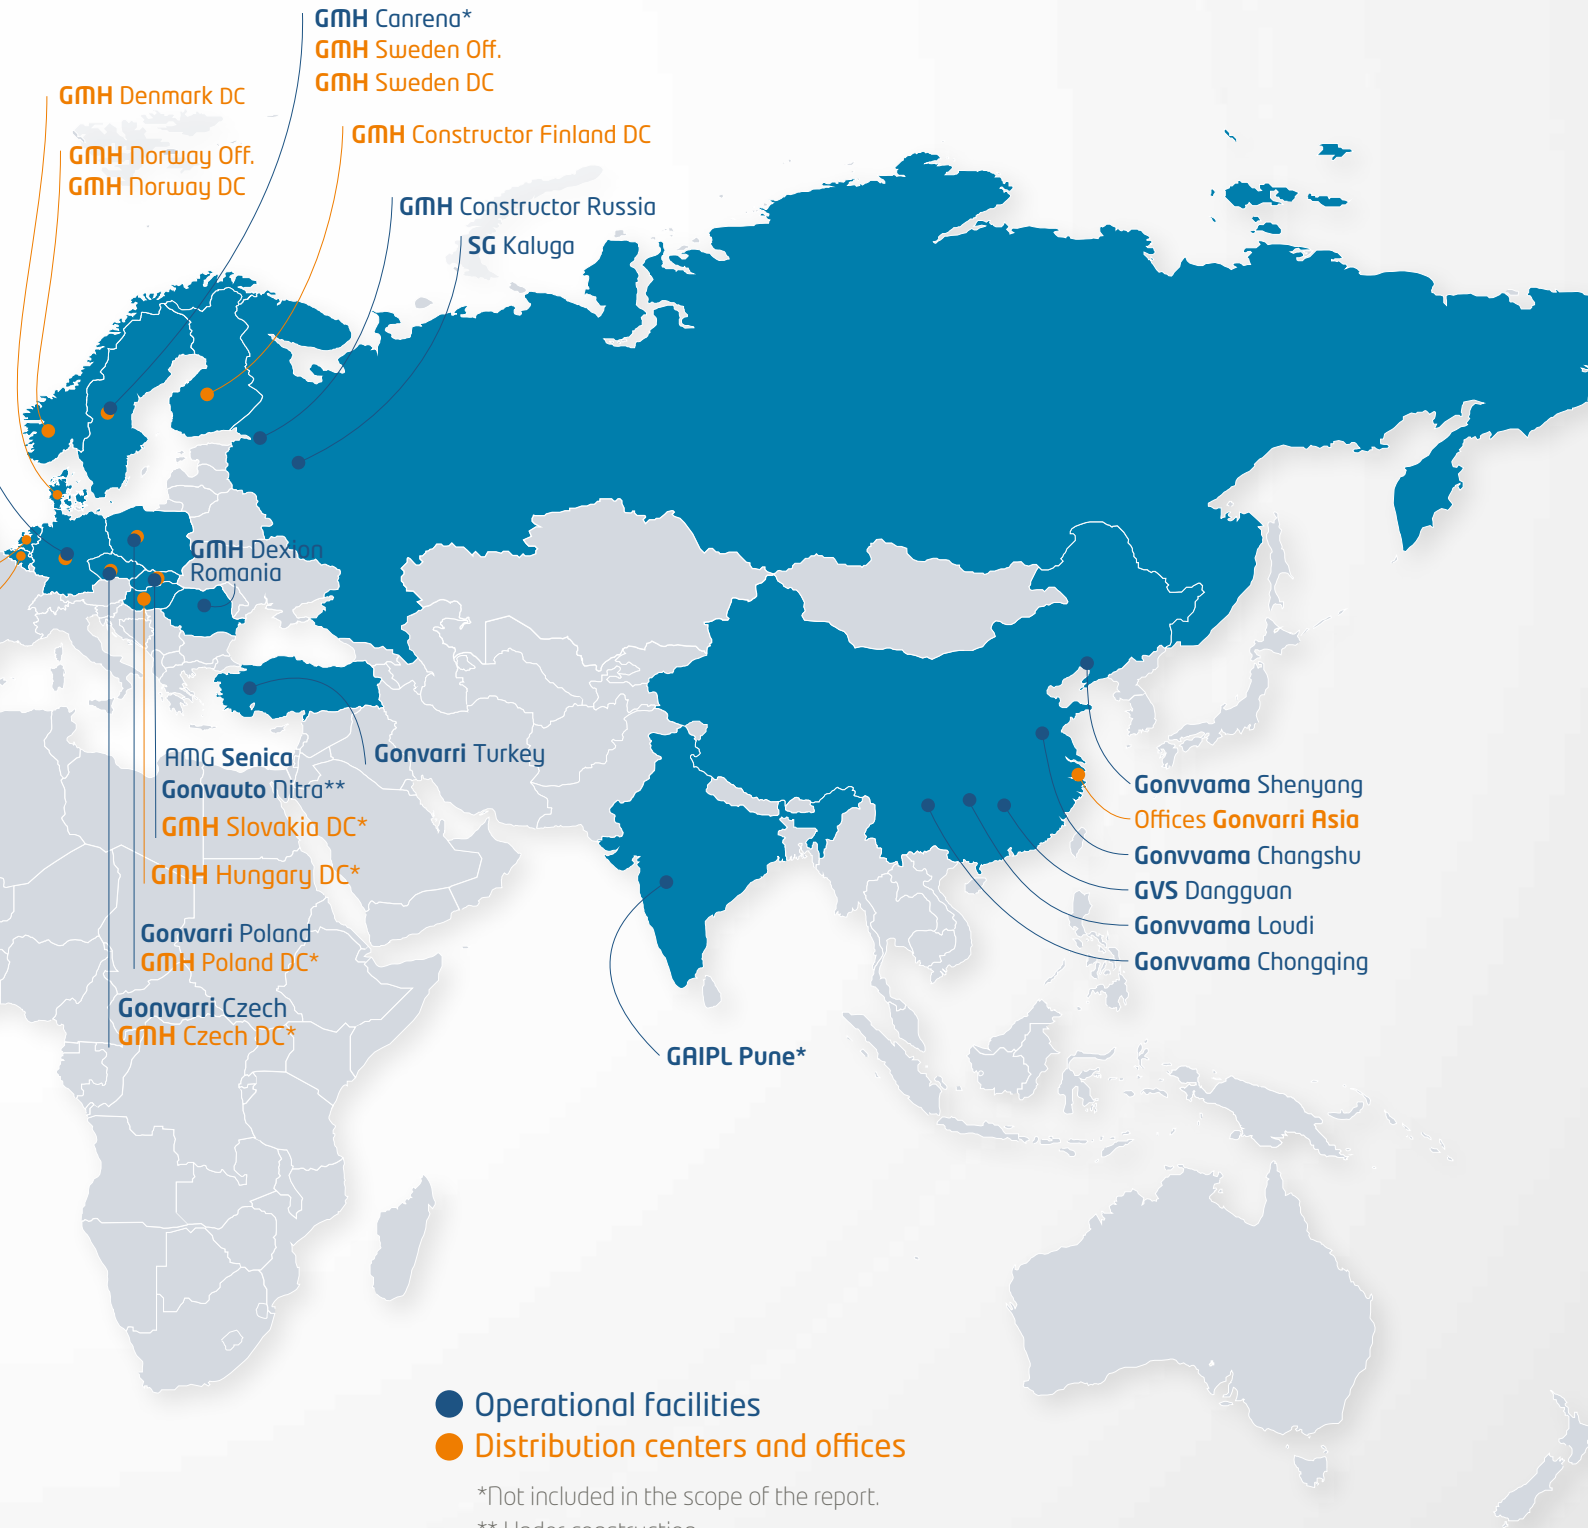 GMH Canrena*
GMH Sweden Off.
GMH Sweden DC
GMH Denmark DC
GMH Constructor Finland DC
GMH Norway Off.
GMH Norway DC
GMH Constructor Russia
SG Kaluga
GMH Dexion
Romania
AMG Senica
Gonvauto Nitra**
GMH Slovakia DC*
GMH Hungary DC*
Gonvarri Turkey
Gonvarri Poland
GMH Poland DC*
Gonvarri Czech
GMH Czech DC*
GAIPL Pune*
Gonvvama Shenyang
Offices Gonvarri Asia
Gonvvama Changshu
GVS Dangguan
Gonvvama Loudi
Gonvvama Chongqing
Operational facilities
Distribution centers and offices
*Not included in the scope of the report.
** Under construction